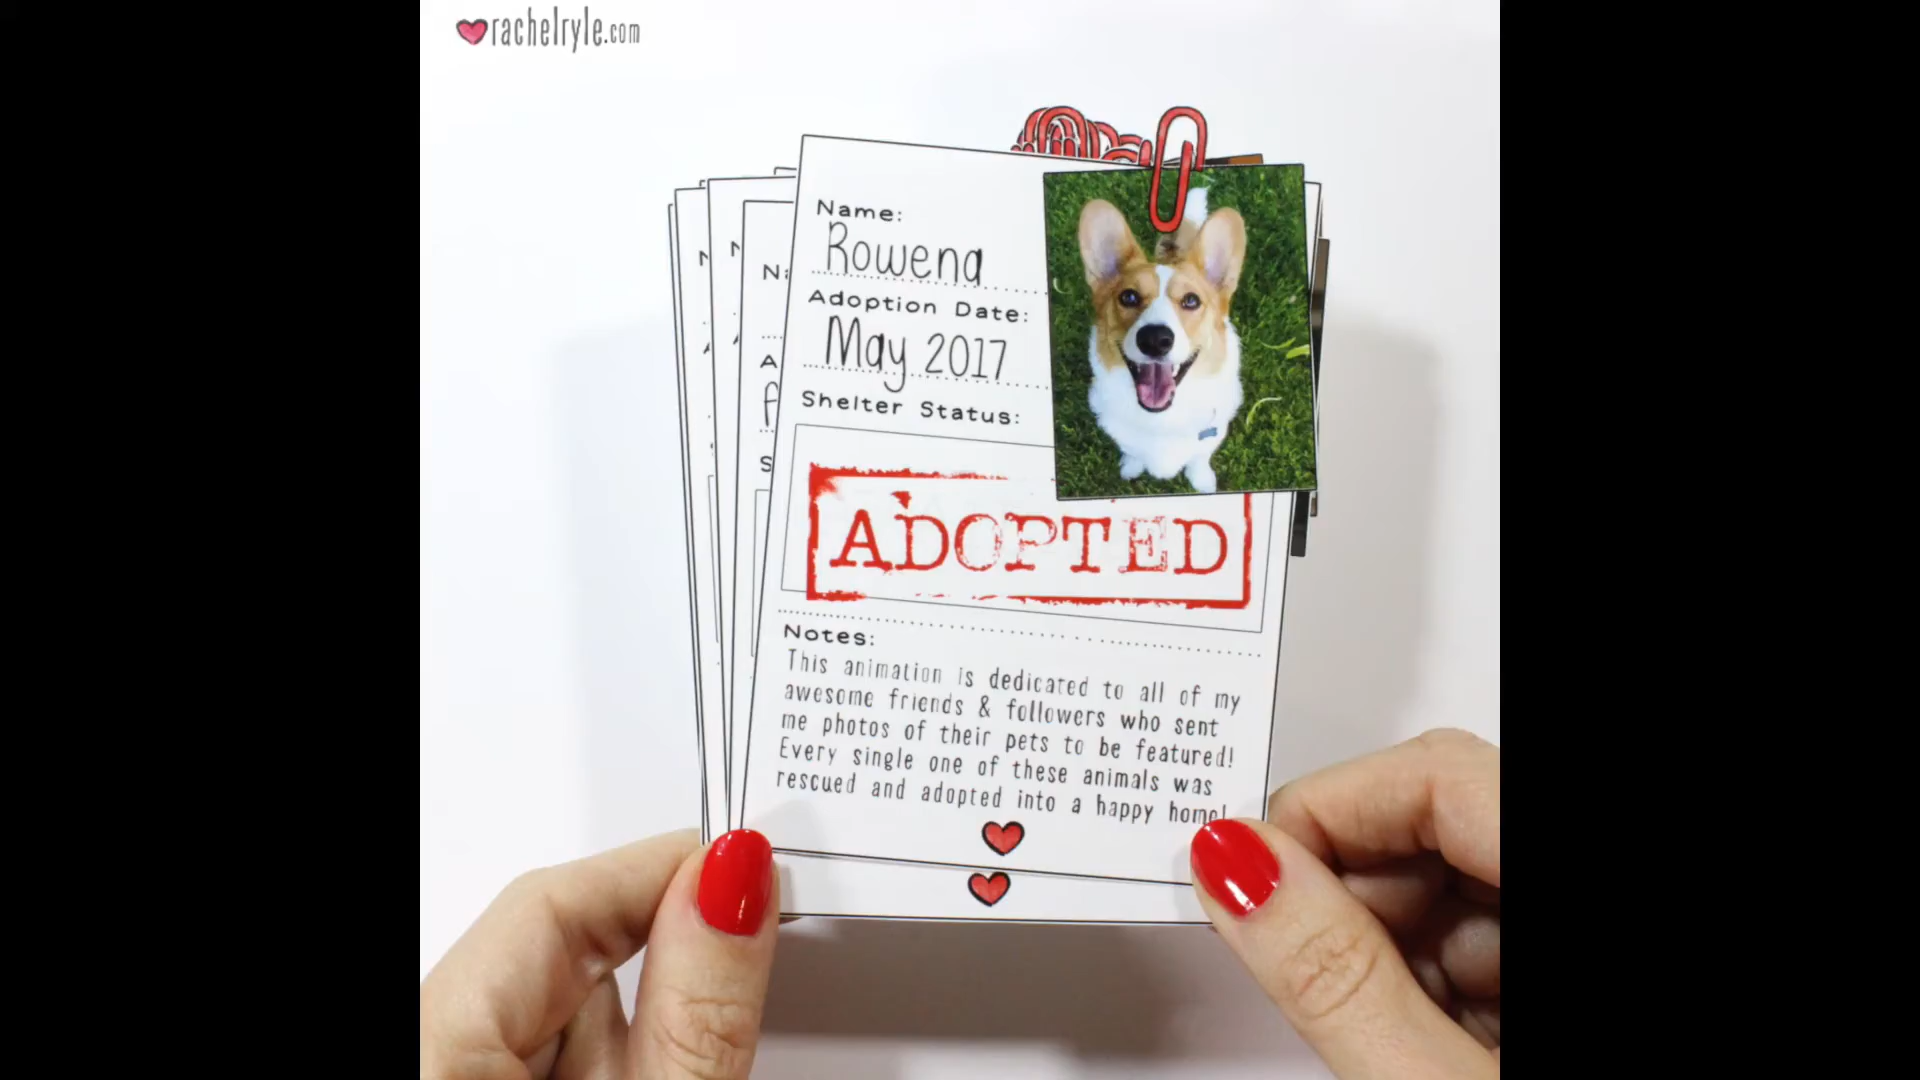 rachelryle.com
Name:
Rowena
Adoption Date:
May 2017
Shelter Status:
ADOPTED
Notes:
This animation is dedicated to all of my
awesome friends & followers who sent
me photos of their pets to be featured!
Every single one of these animals was
rescued and adopted into a happy home!